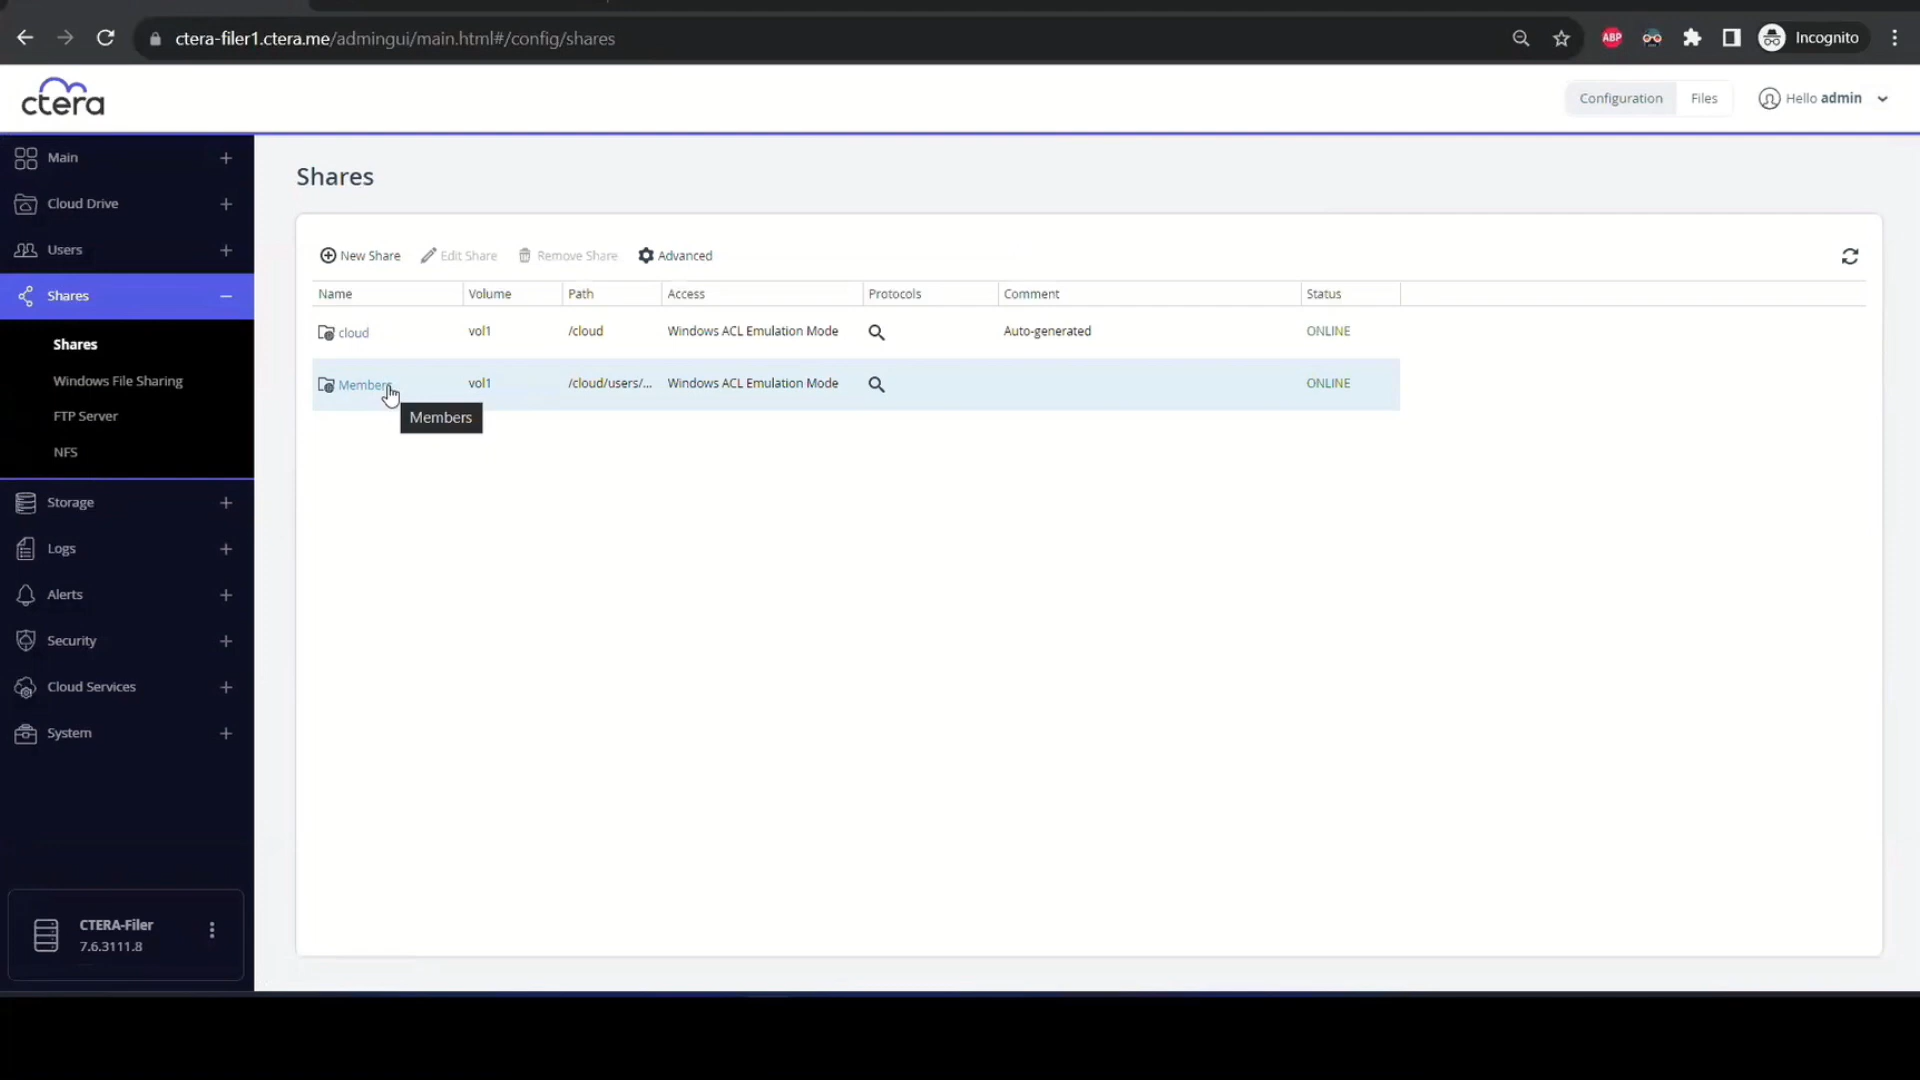 ctera-filer1.ctera.me/admingui/main.html#/config/shares
ABP
Incognito
ctera
Configuration
Files
Hello admin
Main
Cloud Drive
Users
Shares
Shares
Windows File Sharing
FTP Server
NFS
Storage
Logs
Alerts
Security
Cloud Services
System
CTERA-Filer
7.6.3111.8
Shares
New Share
Edit Share
Remove Share
Advanced
Name Volume Path Access Protocols Comment Status
cloud vol1 /cloud Windows ACL Emulation Mode Auto-generated ONLINE
Members vol1 /cloud/users/... Windows ACL Emulation Mode ONLINE
Members